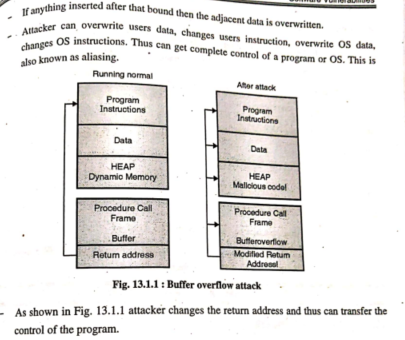 - If anything inserted after that bound then the adjacent data is overwritten.
- Attacker can overwrite users data, changes users instruction, overwrite OS data,
changes OS instructions. Thus can get complete control of a program or OS. This is
also known as aliasing.
Running normal
Program
Instructions
Data
HEAP
Dynamic Memory
Procedure Call
Frame
Buffer
Return address
After attack
Program
Instructions
Data
HEAP
Malicious code!
Procedure Call
Frame
Bufferoverflow
Modified Return
Address!
Fig. 13.1.1 : Buffer overflow attack
- As shown in Fig. 13.1.1 attacker changes the return address and thus can transfer the
control of the program.